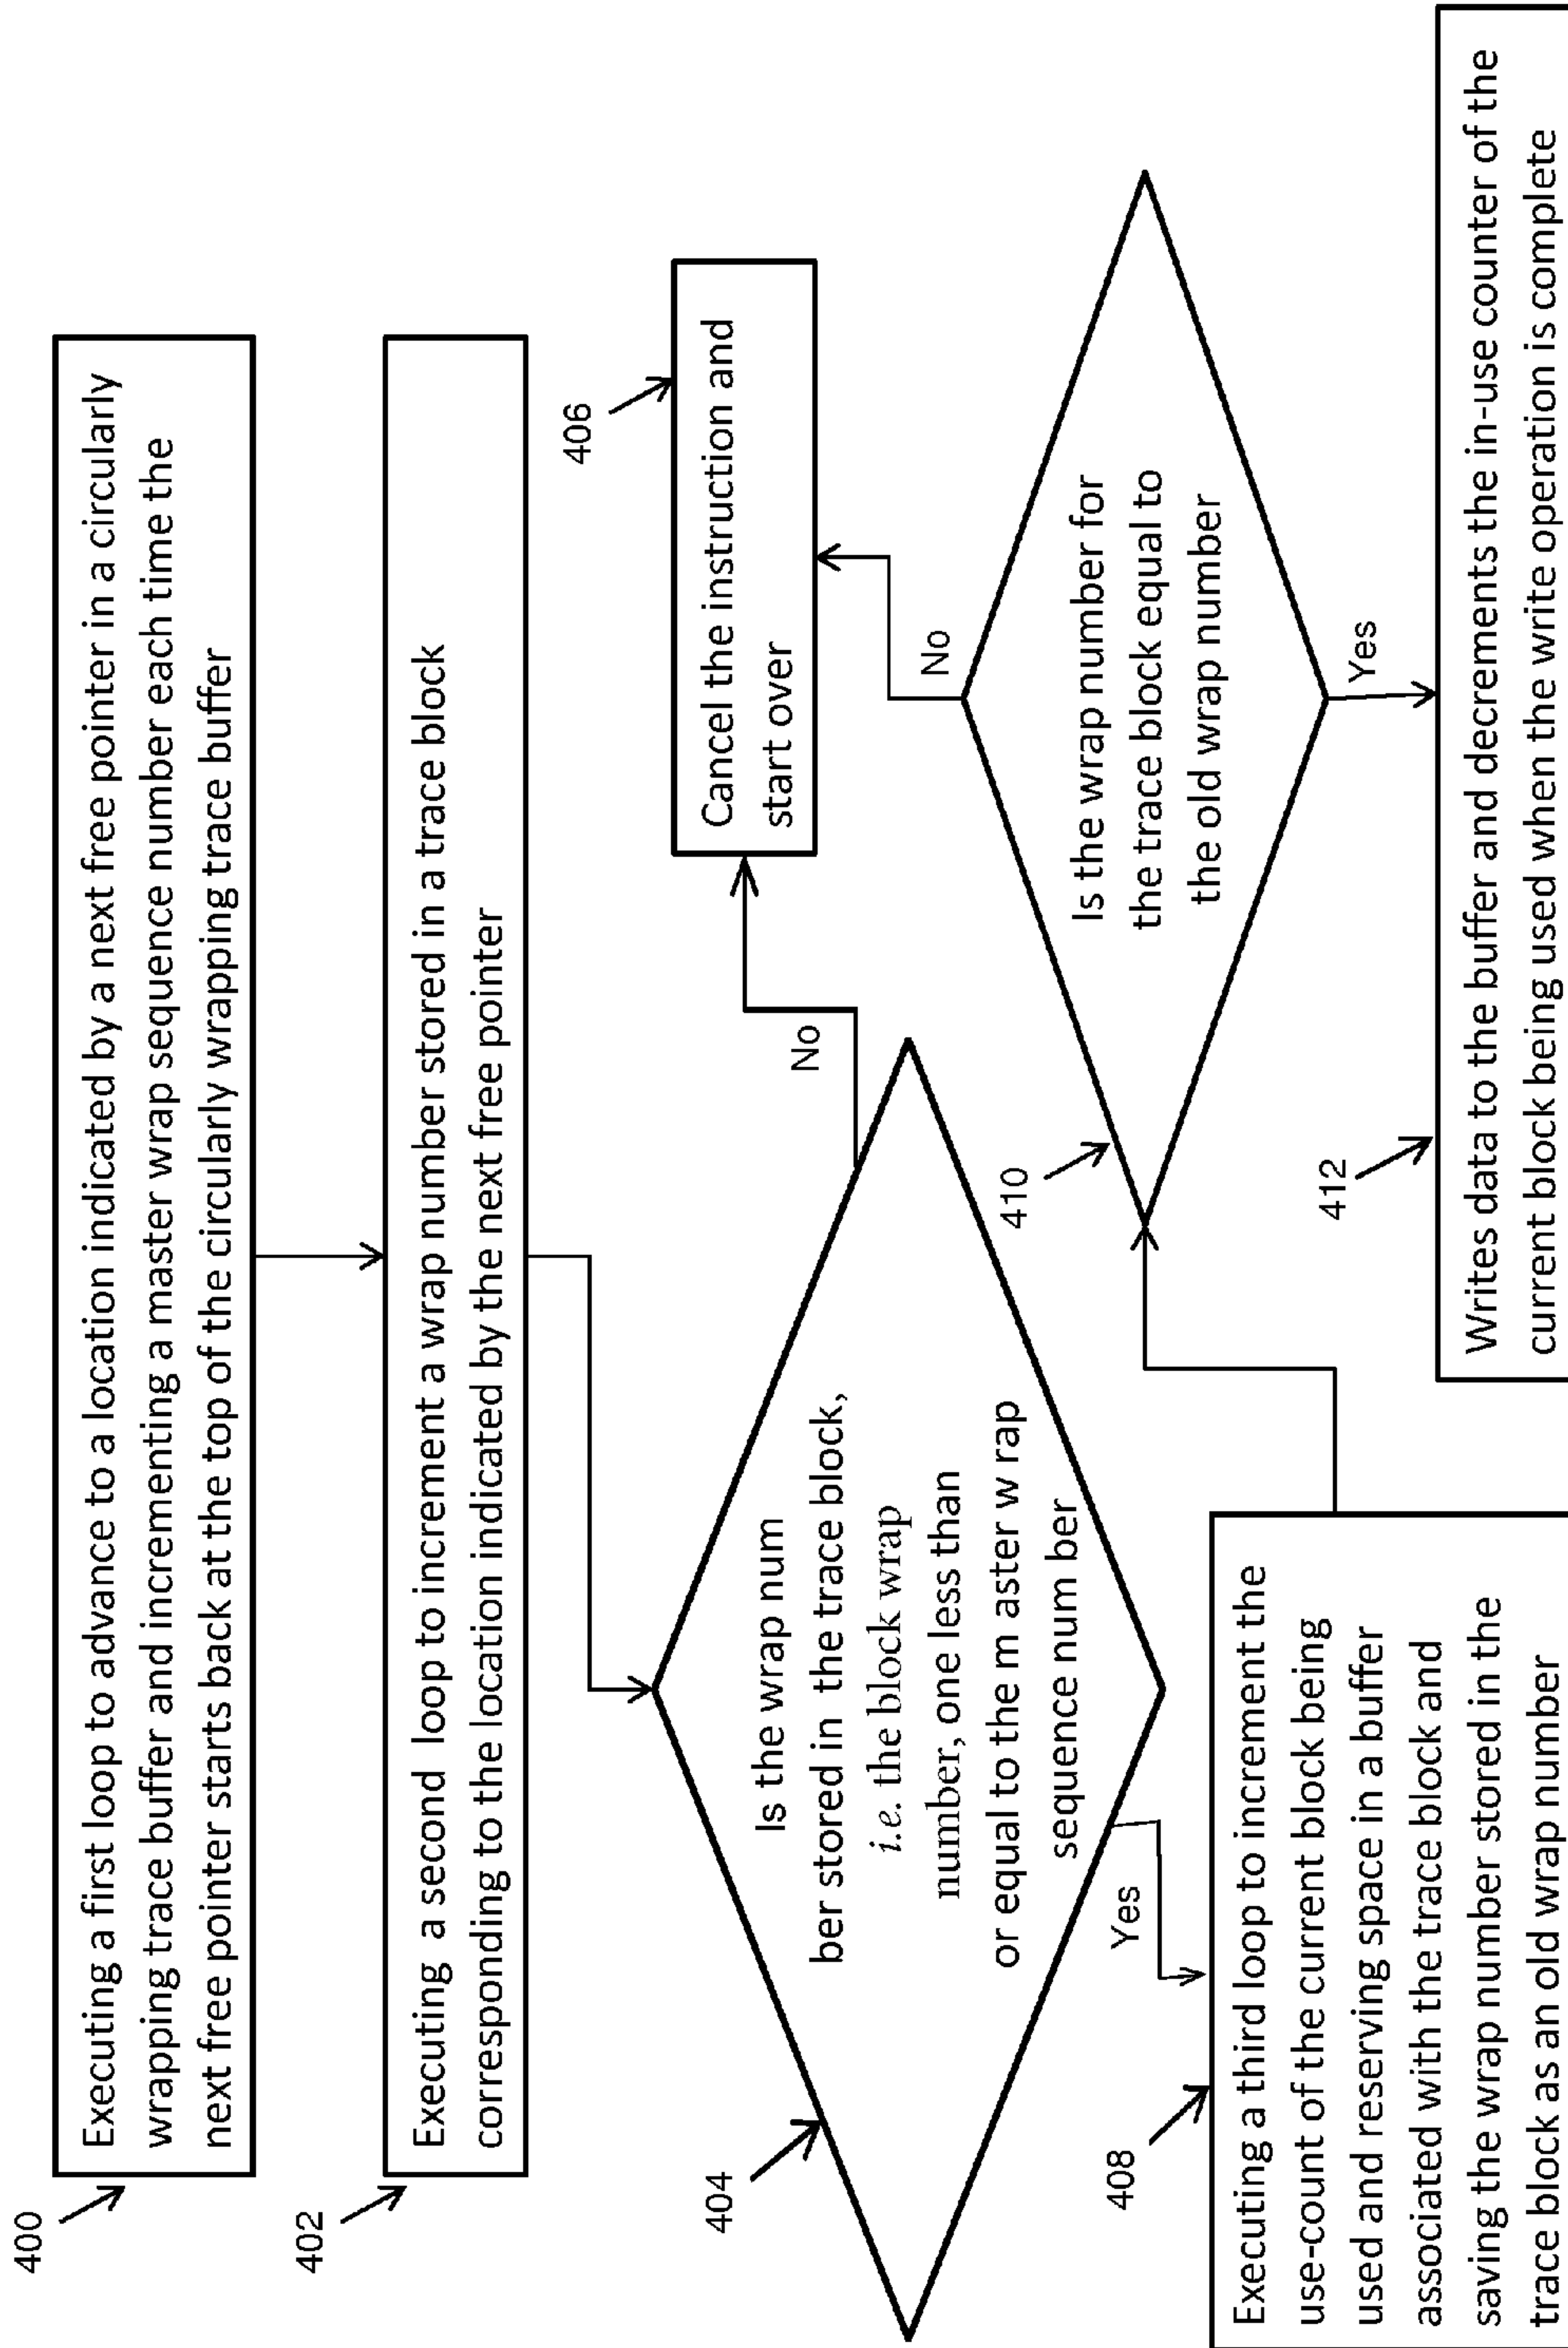 400
Executing a first loop to advance to a location indicated by a next free pointer in a circularly
wrapping trace buffer and incrementing a master wrap sequence number each time the
next free pointer starts back at the top of the circularly wrapping trace buffer
402
Executing a second loop to increment a wrap number stored in a trace block
corresponding to the location indicated by the next free pointer
404
Is the wrap num
ber stored in the trace block,
i.e. the block wrap
number, one less than
or equal to the m aster w rap
sequence num ber
No
406
Cancel the instruction and
start over
Yes
408
Executing a third loop to increment the
use-count of the current block being
used and reserving space in a buffer
associated with the trace block and
saving the wrap number stored in the
trace block as an old wrap number
410
Is the wrap number for
the trace block equal to
the old wrap number
No
Yes
412
Writes data to the buffer and decrements the in-use counter of the
current block being used when the write operation is complete